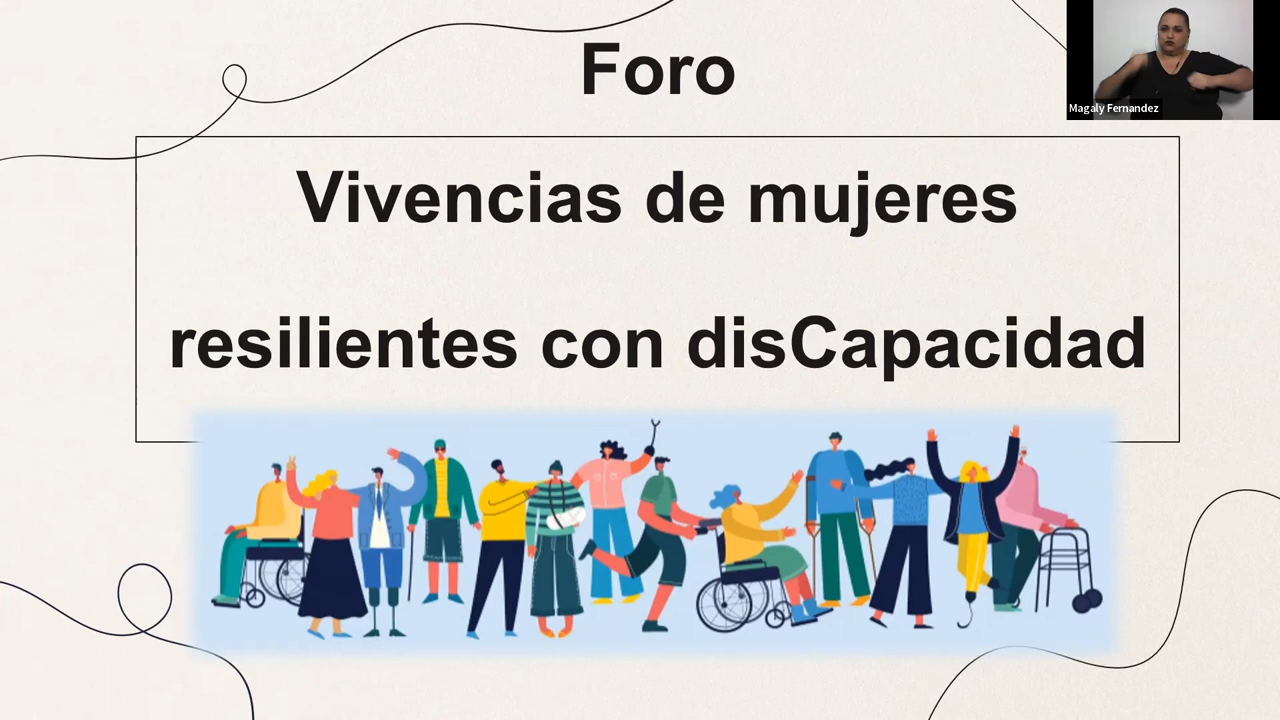 Foro
Magaly Fernandez
Vivencias de mujeres
resilientes con disCapacidad